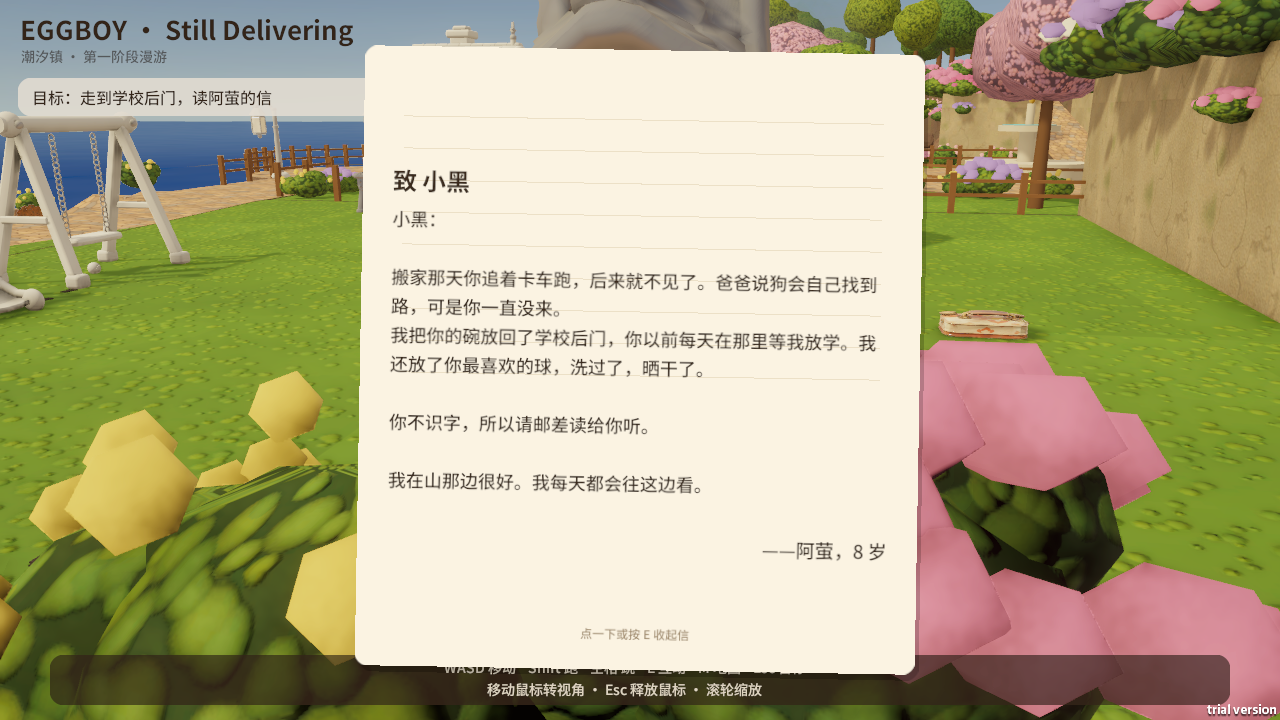 EGGBOY · Still Delivering
潮汐镇 · 第一阶段漫游
目标：走到学校后门，读阿萤的信
致 小黑
小黑：
搬家那天你追着卡车跑，后来就不见了。爸爸说狗会自己找到
路，可是你一直没来。
我把你的碗放回了学校后门，你以前每天在那里等我放学。我
还放了你最喜欢的球，洗过了，晒干了。
你不识字，所以请邮差读给你听。
我在山那边很好。我每天都会往这边看。
——阿萤，8 岁
点一下或按 E 收起信
移动鼠标转视角 · Esc 释放鼠标 · 滚轮缩放
trial version